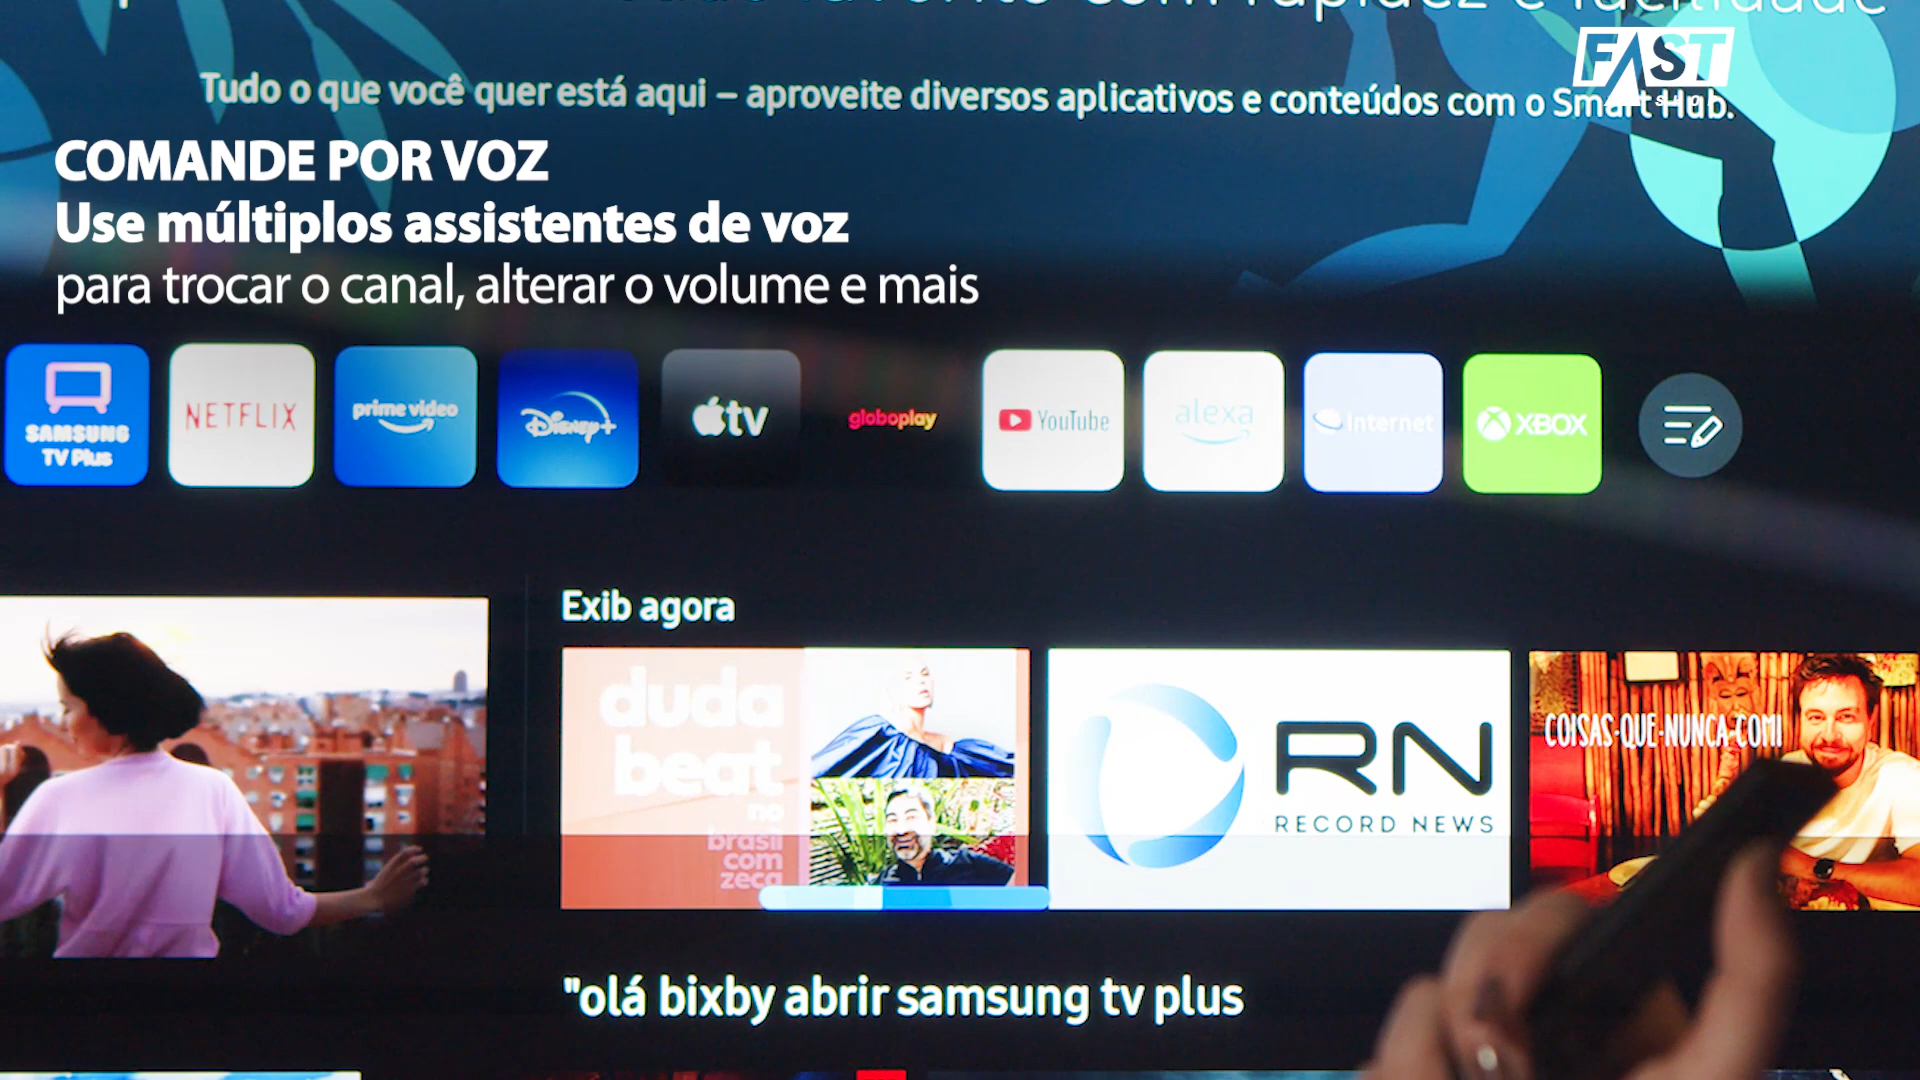 com rapidez e facilidade
FAST
Tudo o que você quer está aqui – aproveite diversos aplicativos e conteúdos com o Smart Hub.
COMANDE POR VOZ
Use múltiplos assistentes de voz
para trocar o canal, alterar o volume e mais
SAMSUNG
TV Plus
NETFLIX
prime video
Disney+
tv
globoplay
YouTube
alexa
Internet
XBOX
Exib agora
duda
beat
no
brasil
com
zeca
RN
RECORD NEWS
COISAS-QUE-NUNCA-COMI
"olá bixby abrir samsung tv plus